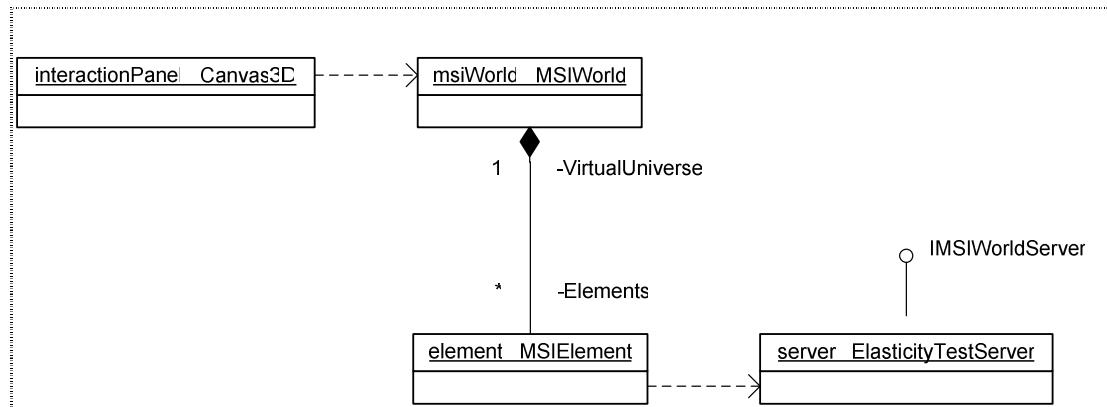 interactionPanel Canvas3D
msiWorld MSIWorld
1 -VirtualUniverse
IMSIWorldServer
* -Elements
element MSIElement
server ElasticityTestServer